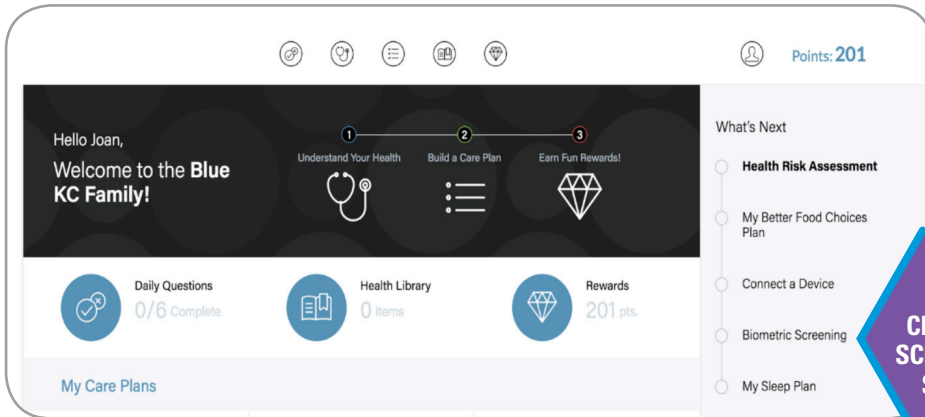 Points: 201
Hello Joan,
Welcome to the Blue
KC Family!
1
2
3
Understand Your Health
Build a Care Plan
Earn Fun Rewards!
Daily Questions
0/6 Complete
Health Library
0 Items
Rewards
201 pts.
My Care Plans
What's Next
Health Risk Assessment
My Better Food Choices
Plan
Connect a Device
Biometric Screening
My Sleep Plan